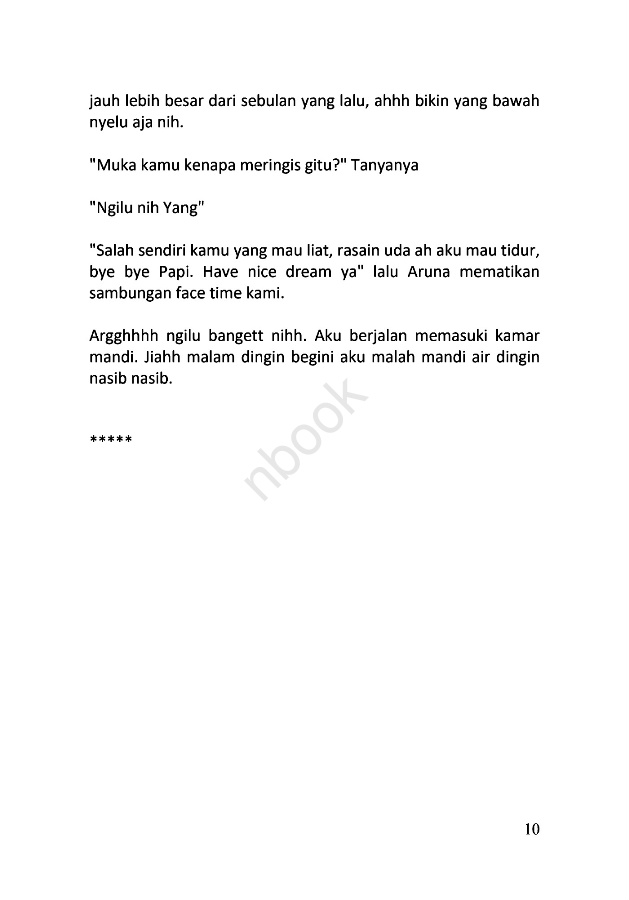 jauh lebih besar dari sebulan yang lalu, ahhh bikin yang bawah
nyelu aja nih.
"Muka kamu kenapa meringis gitu?" Tanyanya
"Ngilu nih Yang"
"Salah sendiri kamu yang mau liat, rasain uda ah aku mau tidur,
bye bye Papi. Have nice dream ya" lalu Aruna mematikan
sambungan face time kami.
Argghhhh ngilu bangett nihh. Aku berjalan memasuki kamar
mandi. Jiahh malam dingin begini aku malah mandi air dingin
nasib nasib.
*****
nbook
10